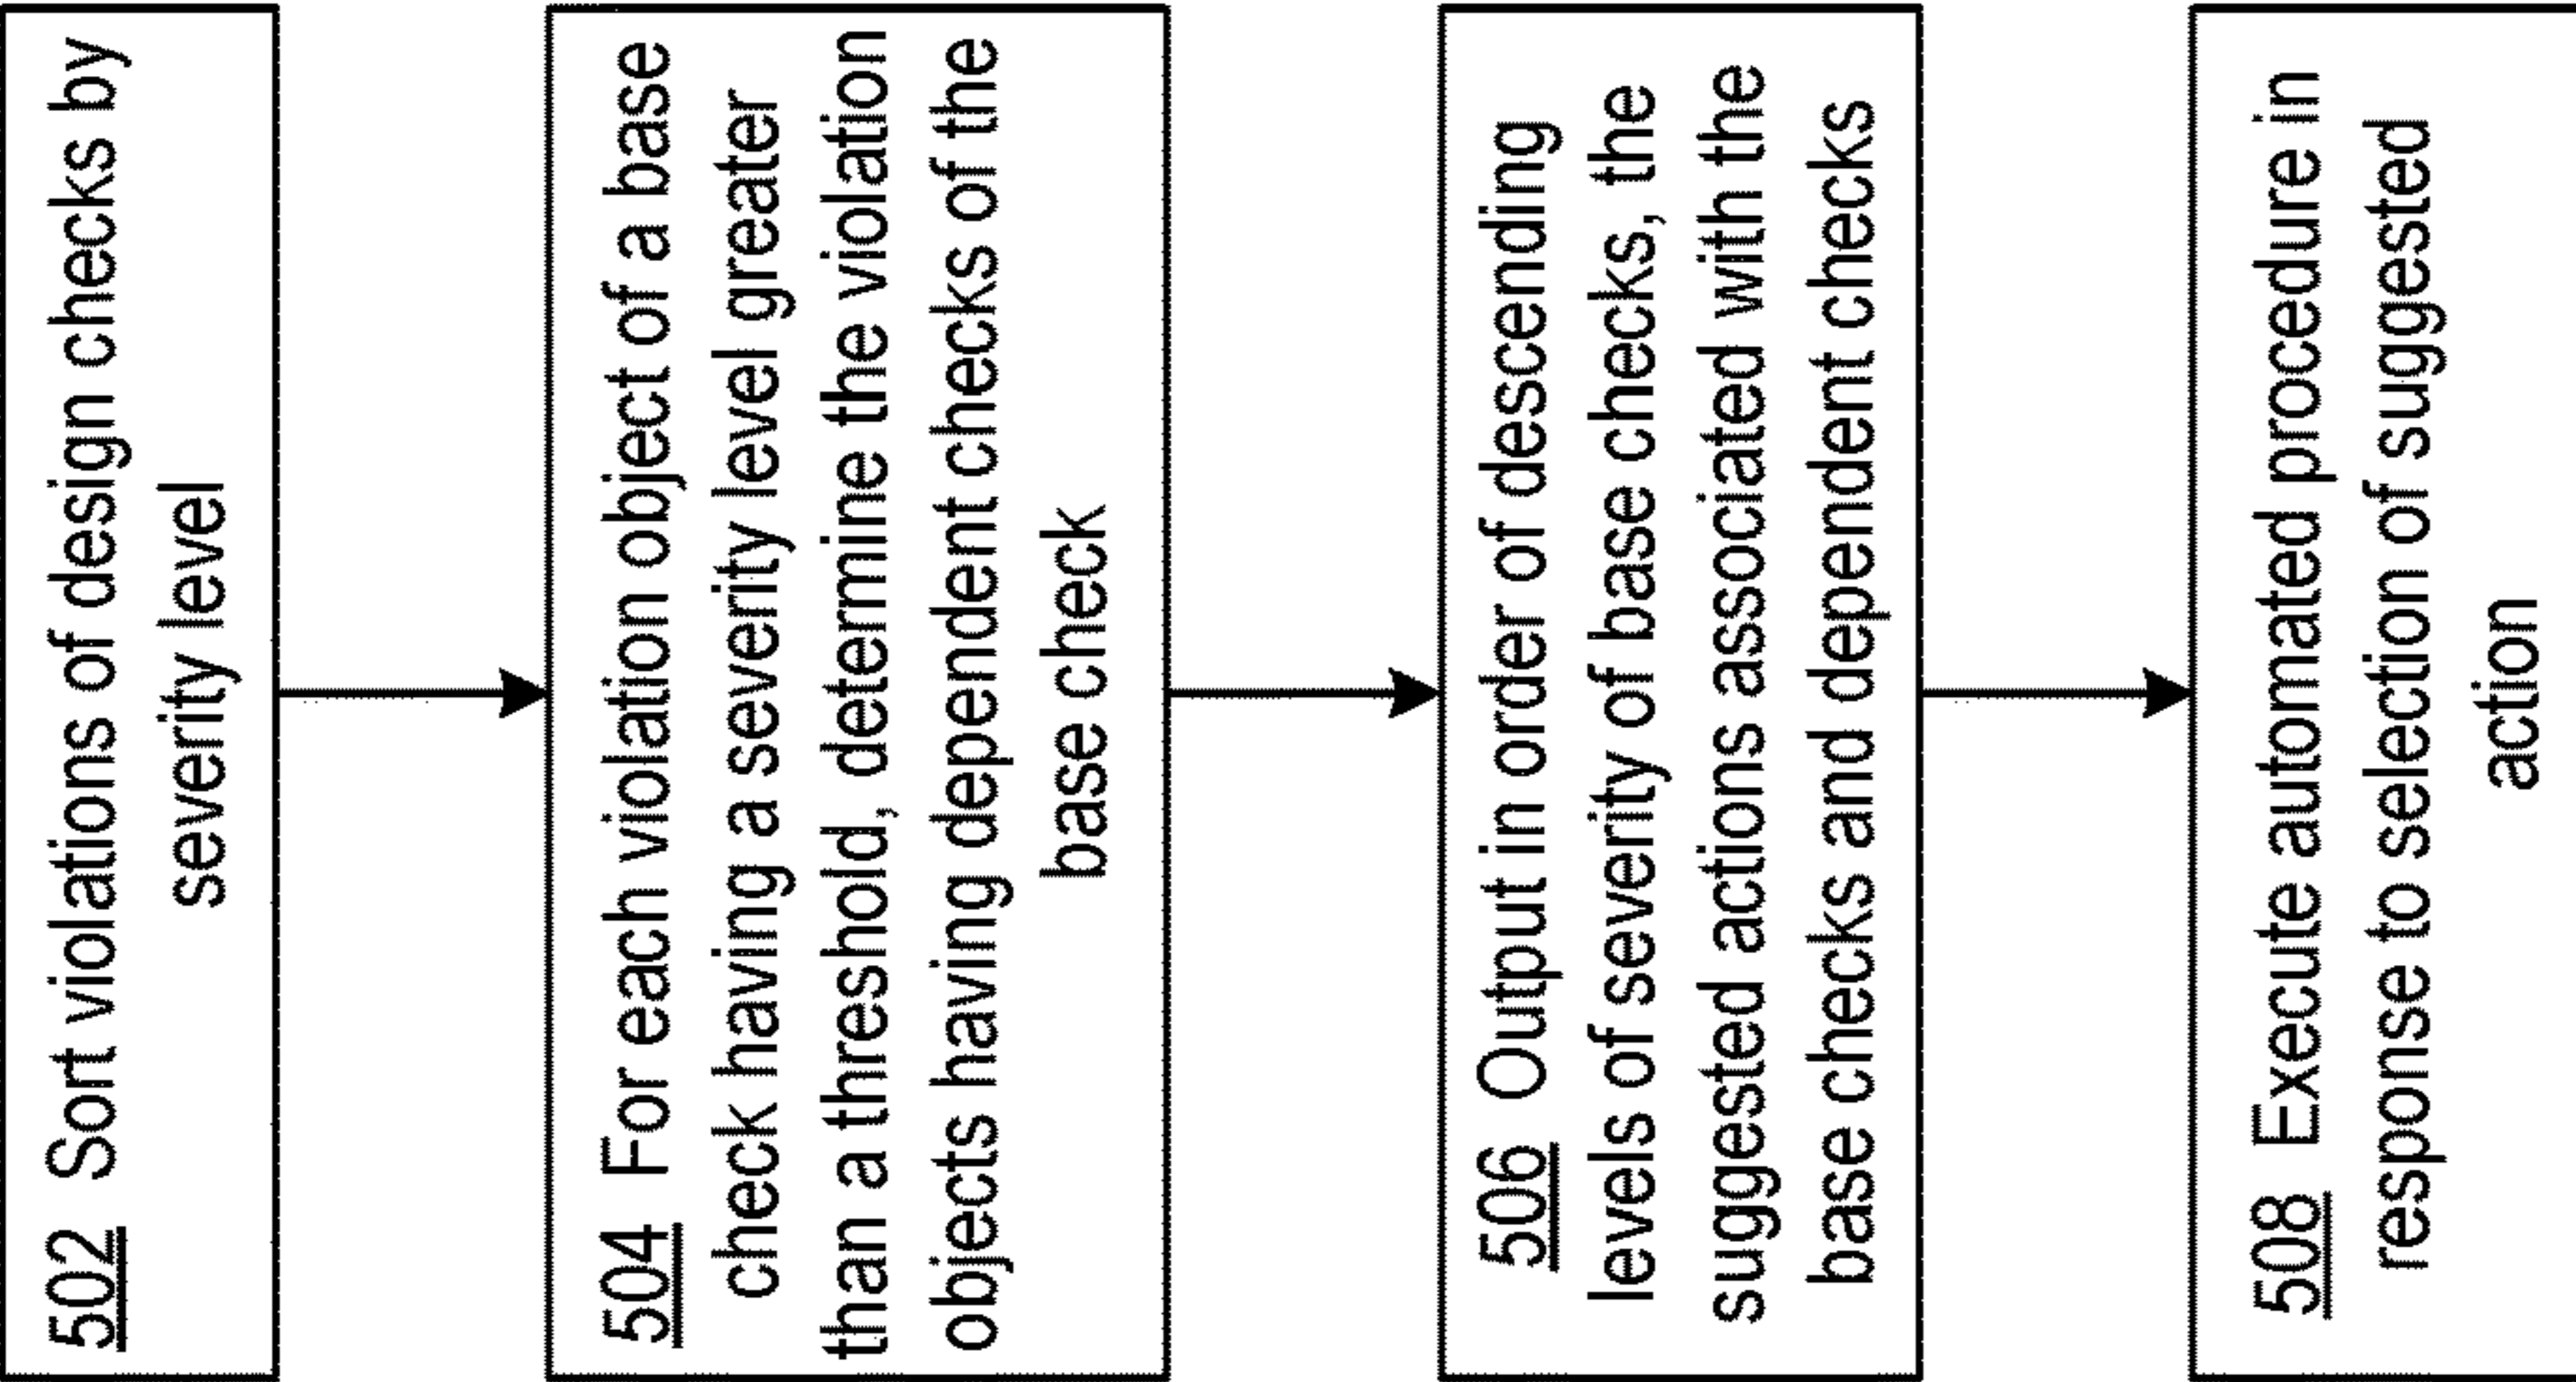 502 Sort violations of design checks by
severity level
504 For each violation object of a base
check having a severity level greater
than a threshold, determine the violation
objects having dependent checks of the
base check
506 Output in order of descending
levels of severity of base checks, the
suggested actions associated with the
base checks and dependent checks
508 Execute automated procedure in
response to selection of suggested
action